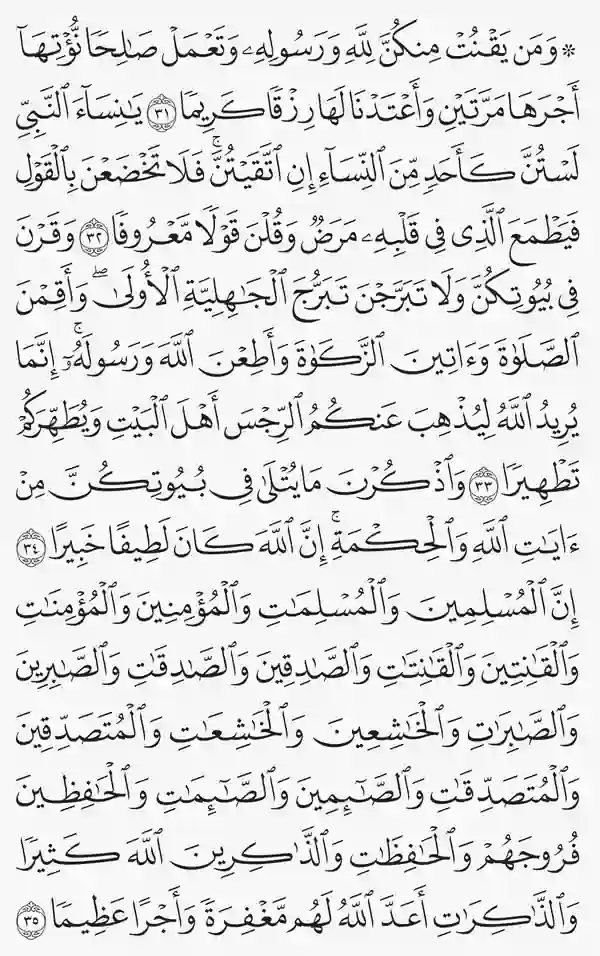 ۞ وَمَن يَقْنُتْ مِنكُنَّ لِلَّهِ وَرَسُولِهِۦ وَتَعْمَلْ صَٰلِحًا نُّؤْتِهَآ
أَجْرَهَا مَرَّتَيْنِ وَأَعْتَدْنَا لَهَا رِزْقًا كَرِيمًا ٣١ يَٰنِسَآءَ ٱلنَّبِيِّ
لَسْتُنَّ كَأَحَدٍ مِّنَ ٱلنِّسَآءِ إِنِ ٱتَّقَيْتُنَّۚ فَلَا تَخْضَعْنَ بِٱلْقَوْلِ
فَيَطْمَعَ ٱلَّذِى فِى قَلْبِهِۦ مَرَضٌ وَقُلْنَ قَوْلًا مَّعْرُوفًا ٣٢ وَقَرْنَ
فِى بُيُوتِكُنَّ وَلَا تَبَرَّجْنَ تَبَرُّجَ ٱلْجَٰهِلِيَّةِ ٱلْأُولَىٰۖ وَأَقِمْنَ
ٱلصَّلَوٰةَ وَءَاتِينَ ٱلزَّكَوٰةَ وَأَطِعْنَ ٱللَّهَ وَرَسُولَهُۥٓۚ إِنَّمَا
يُرِيدُ ٱللَّهُ لِيُذْهِبَ عَنكُمُ ٱلرِّجْسَ أَهْلَ ٱلْبَيْتِ وَيُطَهِّرَكُمْ
تَطْهِيرًا ٣٣ وَٱذْكُرْنَ مَا يُتْلَىٰ فِى بُيُوتِكُنَّ مِنْ
ءَايَٰتِ ٱللَّهِ وَٱلْحِكْمَةِۚ إِنَّ ٱللَّهَ كَانَ لَطِيفًا خَبِيرًا ٣٤
إِنَّ ٱلْمُسْلِمِينَ وَٱلْمُسْلِمَٰتِ وَٱلْمُؤْمِنِينَ وَٱلْمُؤْمِنَٰتِ
وَٱلْقَٰنِتِينَ وَٱلْقَٰنِتَٰتِ وَٱلصَّٰدِقِينَ وَٱلصَّٰدِقَٰتِ وَٱلصَّٰبِرِينَ
وَٱلصَّٰبِرَٰتِ وَٱلْخَٰشِعِينَ وَٱلْخَٰشِعَٰتِ وَٱلْمُتَصَدِّقِينَ
وَٱلْمُتَصَدِّقَٰتِ وَٱلصَّٰٓئِمِينَ وَٱلصَّٰٓئِمَٰتِ وَٱلْحَٰفِظِينَ
فُرُوجَهُمْ وَٱلْحَٰفِظَٰتِ وَٱلذَّٰكِرِينَ ٱللَّهَ كَثِيرًا
وَٱلذَّٰكِرَٰتِ أَعَدَّ ٱللَّهُ لَهُم مَّغْفِرَةً وَأَجْرًا عَظِيمًا ٣٥